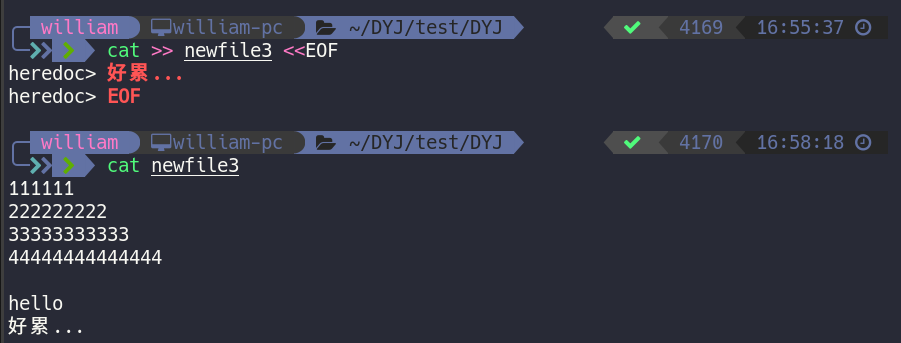 william william-pc ~/DYJ/test/DYJ 4169 16:55:37
cat >> newfile3 <<EOF
heredoc> 好累...
heredoc> EOF
william william-pc ~/DYJ/test/DYJ 4170 16:58:18
cat newfile3
111111
222222222
33333333333
44444444444444
hello
好累...